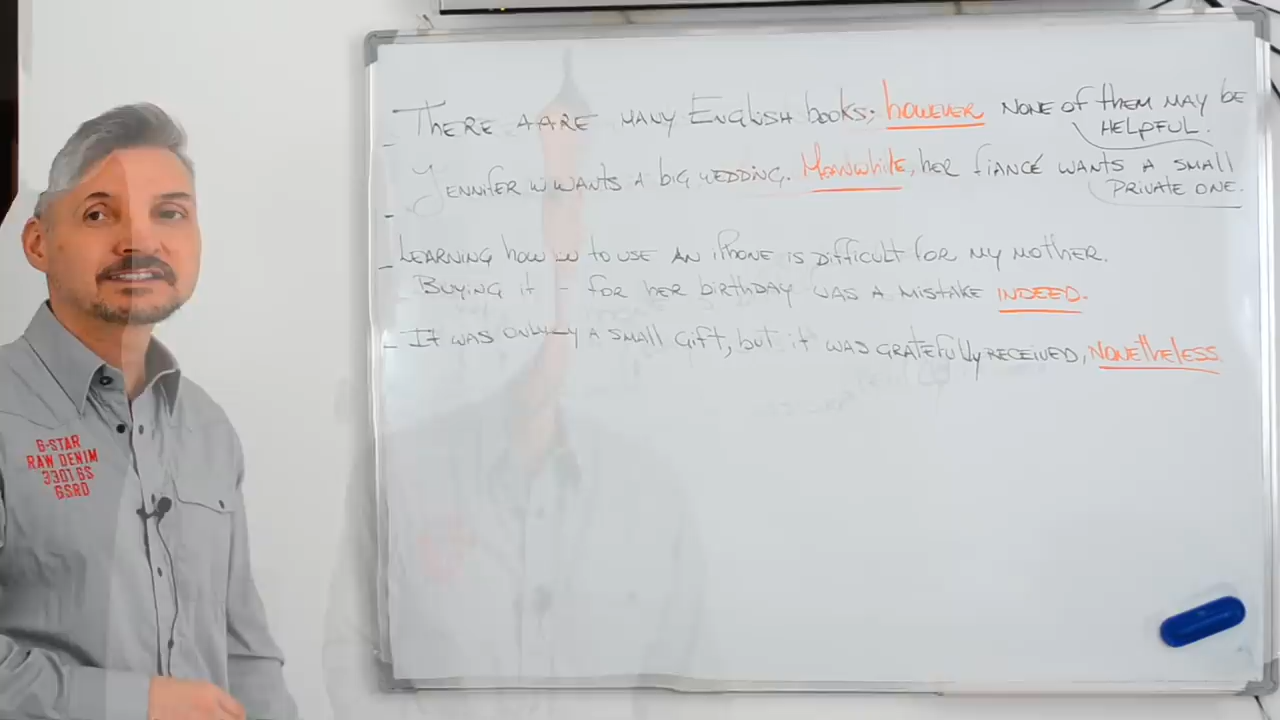 G-STAR
RAW DENIM
3301 GS
GSRD
- THERE AARE MANY ENGLISH books; however NONE OF them MAY be
HELPFUL.
- JENNIFER W WANTS A big WEDDING. MEANWHILE, her fiANCÉ WANTS A SMALL
PRIVATE ONE.
- LEARNING how w to USE AN iPhone is Difficult for MY MOTHER.
BUYING it - for her birthday WAS A MISTAKE INDEED.
- It WAS ONLY-Y A SMALL Gift, but it WAS GRATEFUlly RECEIVED, NONETheless